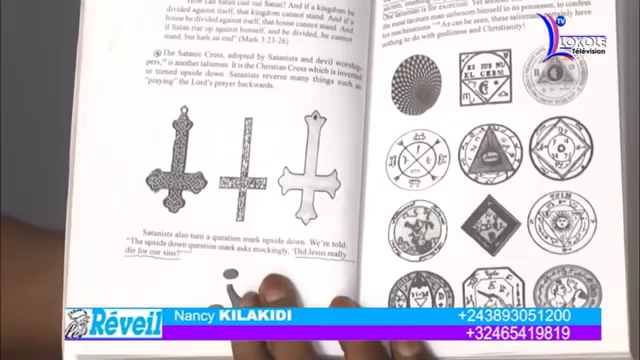 How can Satan cast out Satan? And if a kingdom be
divided against itself, that kingdom cannot stand. And if a
house be divided against itself, that house cannot stand. And
if Satan rise up against himself, and be divided, he cannot
stand, but hath an end" (Mark 3:23-26)
The Satanic Cross, adopted by Satanists and devil worship-
pers, is another talisman. It is the Christian Cross which is inverted
or turned upside down. Satanists reverse many things such as
"praying" the Lord's prayer backwards.
Satanists also turn a question mark upside down. We're told
"The upside down question mark asks mockingly, 'Did Jesus really
die for our sins?'
talisman is for exorcism. Yet another
the errant taceman unbosom himself to his possessor, to confess
his machinations." As can be seen, these talismans certainly have
nothing to do with godliness and Christianity!
LOKOLE
TV
Télévision
Réveil
Nancy KILAKIDI
+243893051200
+32465419819